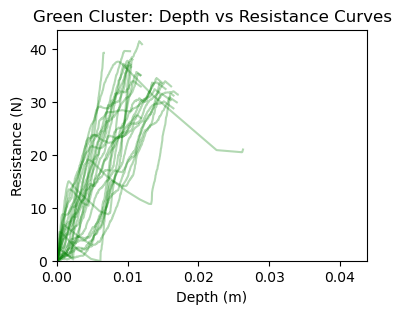 Green Cluster: Depth vs Resistance Curves
40
30
20
10
0
Resistance (N)
0.00 0.01 0.02 0.03 0.04
Depth (m)